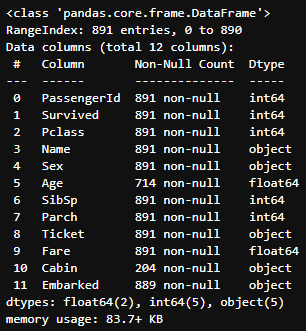 <class 'pandas.core.frame.DataFrame'>
RangeIndex: 891 entries, 0 to 890
Data columns (total 12 columns):
 #   Column       Non-Null Count  Dtype
---  ------       --------------  -----
 0   PassengerId  891 non-null    int64
 1   Survived     891 non-null    int64
 2   Pclass       891 non-null    int64
 3   Name         891 non-null    object
 4   Sex          891 non-null    object
 5   Age          714 non-null    float64
 6   SibSp        891 non-null    int64
 7   Parch        891 non-null    int64
 8   Ticket       891 non-null    object
 9   Fare         891 non-null    float64
 10  Cabin        204 non-null    object
 11  Embarked     889 non-null    object
dtypes: float64(2), int64(5), object(5)
memory usage: 83.7+ KB